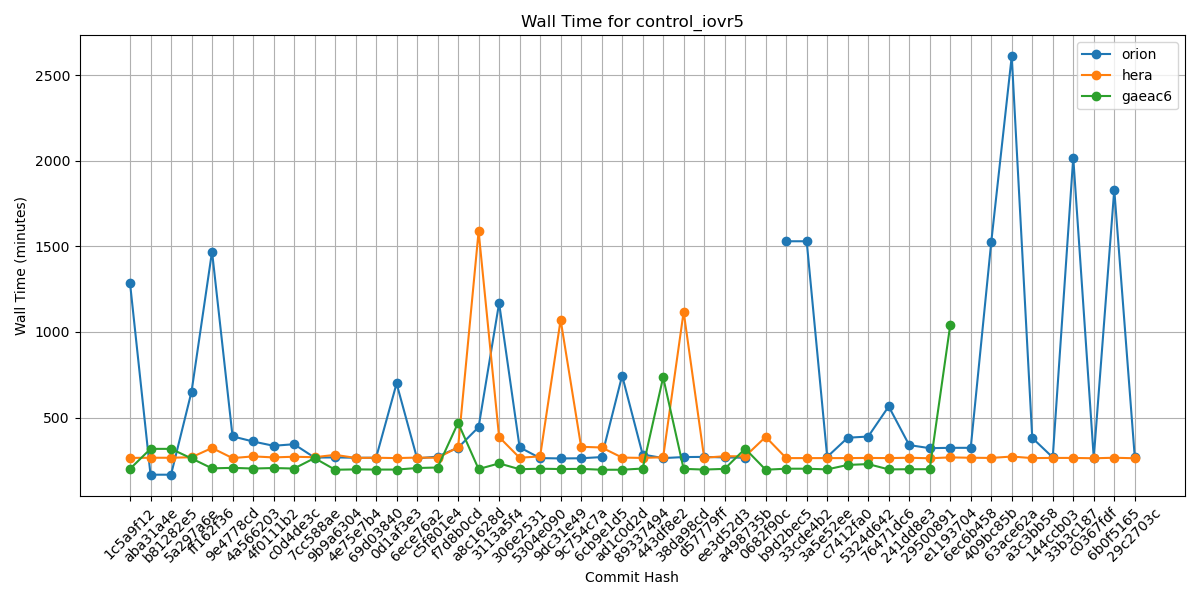 Wall Time for control_iovr5
orion
hera
gaeac6
Wall Time (minutes)
2500
2000
1500
1000
500
1c5a9f12
aba311a4e
b81282e5
5a297a6e
ff162f36
9e4778cd
4a566203
4f0111b2
c0d4de3c
7cc588ae
9b9a6304
4e75e7b4
69d03840
0d1af3e3
6ece76a2
c5f801e4
f7d8b0cd
a8c1628d
3113a5f4
306e2531
5304e090
9dc31e49
9c754c7a
6cb9e1d5
ad1c0d2d
89337494
443df8e2
38da98cd
d57779ff
ee3d52d3
a498735b
0682f90c
b9d2bec5
33cde4b2
3a5e52ee
c7412fa0
5324d642
76471dc6
241dd8e3
29500891
e1193704
6ec6b458
409bc85b
63ace62a
a3c3bb58
144ccb03
33b3c187
c0367fdf
6b0f5165
29c2703c
Commit Hash